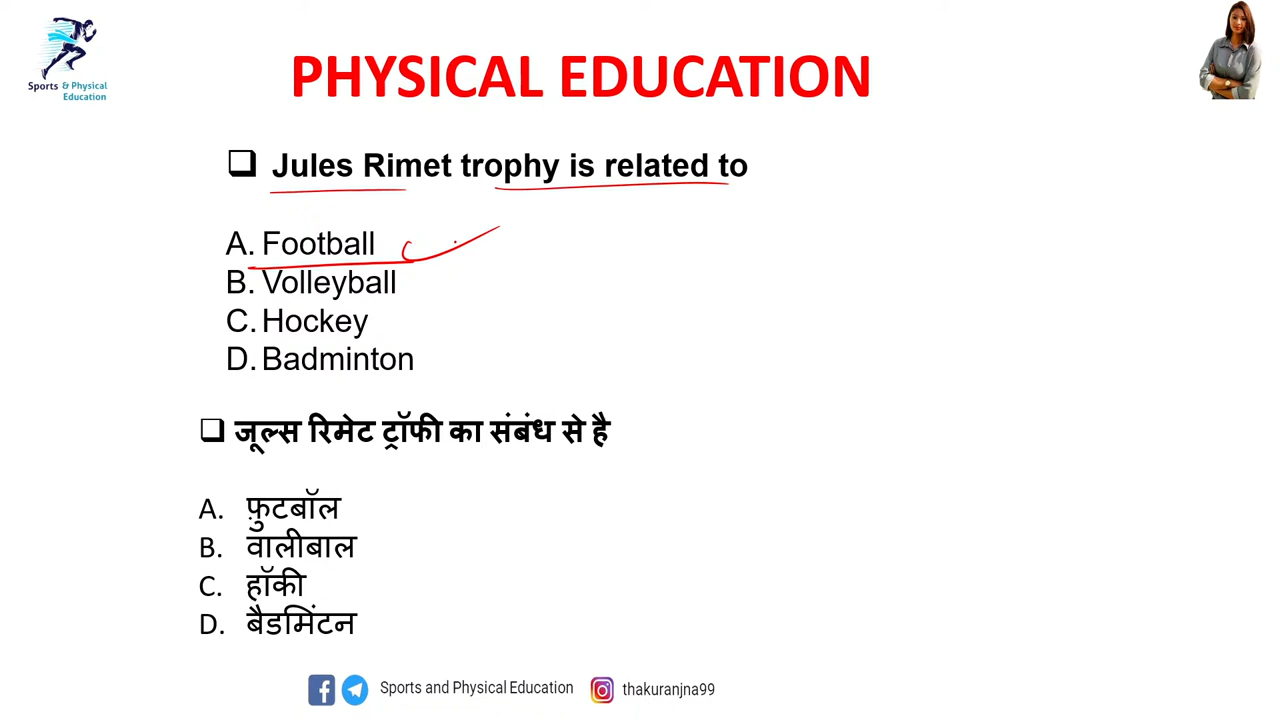 Sports & Physical
Education
PHYSICAL EDUCATION
Jules Rimet trophy is related to
A. Football
B. Volleyball
C. Hockey
D. Badminton
जूल्स रिमेट ट्रॉफी का संबंध से है
A. फ़ुटबॉल
B. वालीबाल
C. हॉकी
D. बैडमिंटन
Sports and Physical Education thakuranjna99